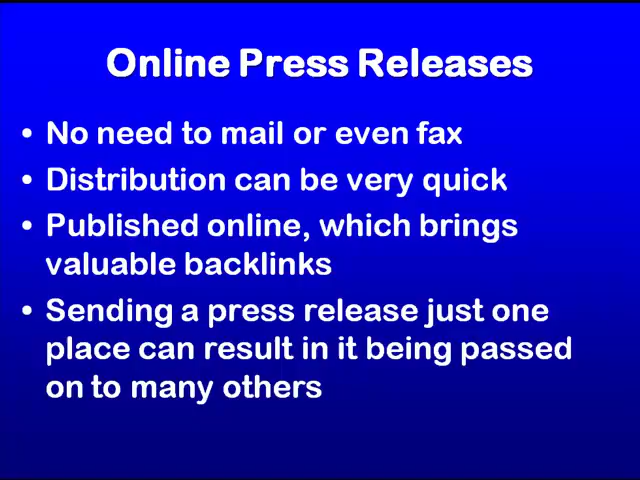 Online Press Releases
• No need to mail or even fax
• Distribution can be very quick
• Published online, which brings
valuable backlinks
• Sending a press release just one
place can result in it being passed
on to many others